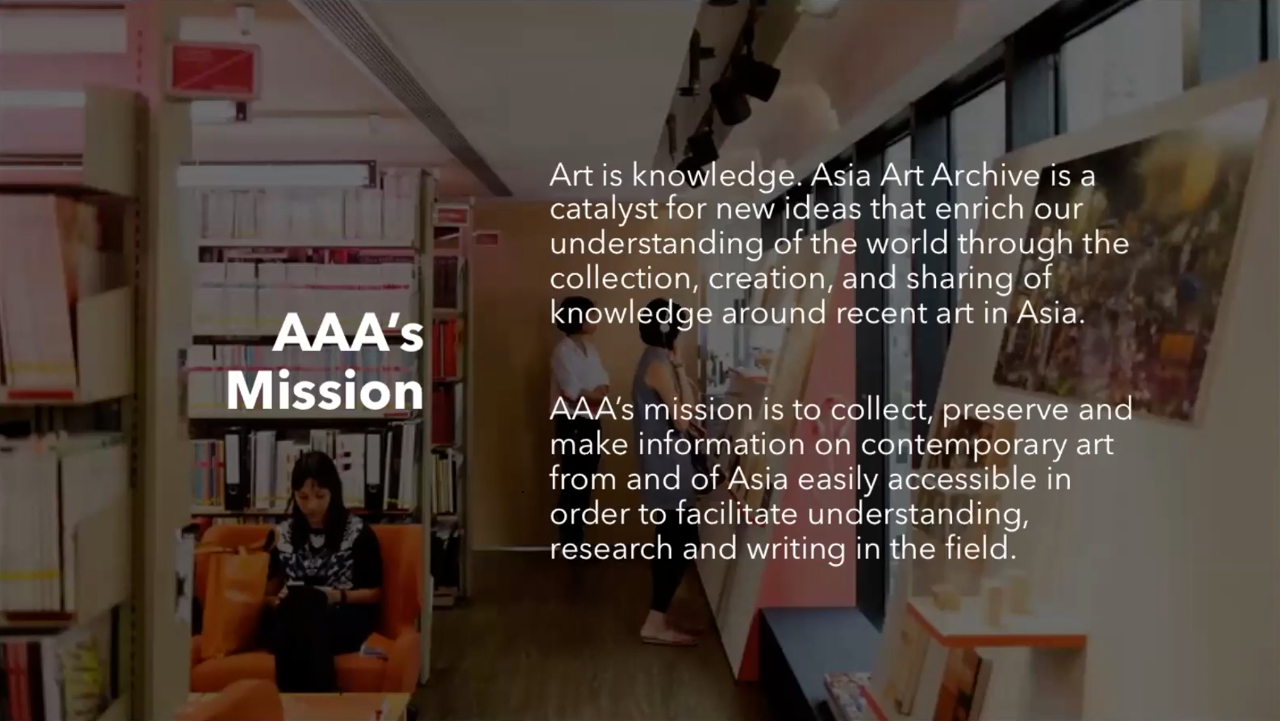 AAA’s
Mission
Art is knowledge. Asia Art Archive is a
catalyst for new ideas that enrich our
understanding of the world through the
collection, creation, and sharing of
knowledge around recent art in Asia.
AAA’s mission is to collect, preserve and
make information on contemporary art
from and of Asia easily accessible in
order to facilitate understanding,
research and writing in the field.